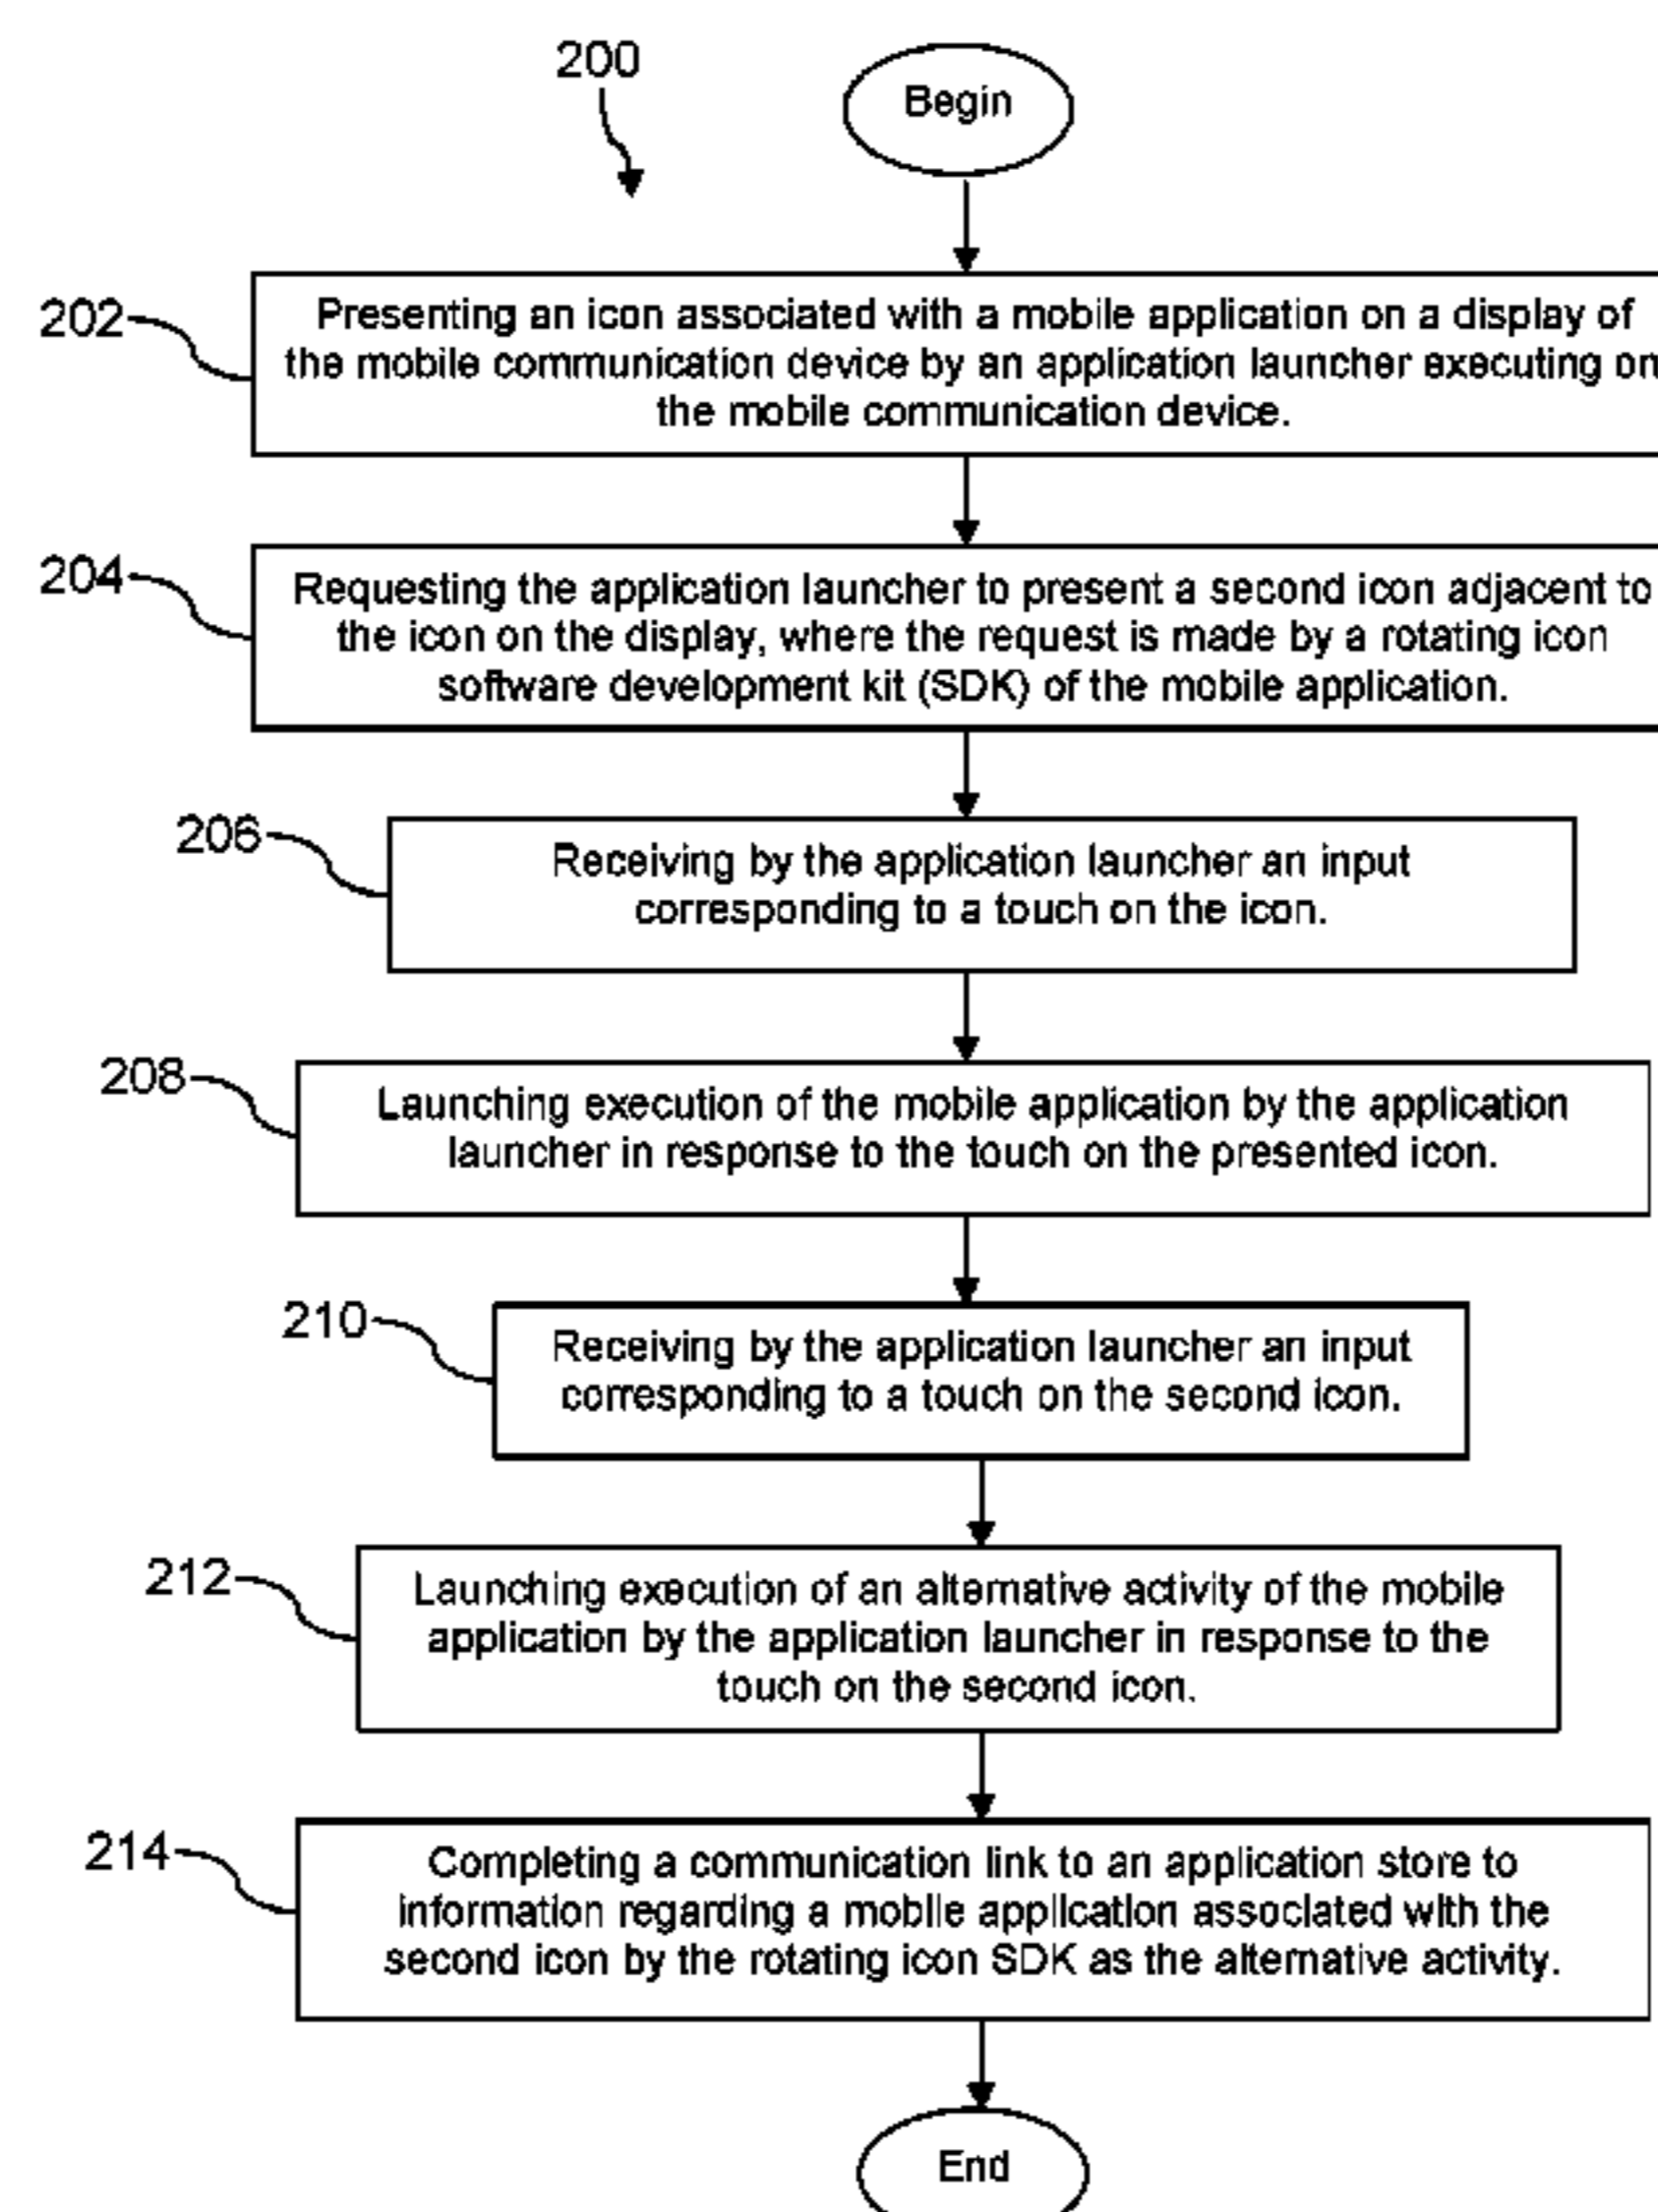 200
Begin
202
Presenting an icon associated with a mobile application on a display of
the mobile communication device by an application launcher executing on
the mobile communication device.
204
Requesting the application launcher to present a second icon adjacent to
the icon on the display, where the request is made by a rotating icon
software development kit (SDK) of the mobile application.
206
Receiving by the application launcher an input
corresponding to a touch on the icon.
208
Launching execution of the mobile application by the application
launcher in response to the touch on the presented icon.
210
Receiving by the application launcher an input
corresponding to a touch on the second icon.
212
Launching execution of an alternative activity of the mobile
application by the application launcher in response to the
touch on the second icon.
214
Completing a communication link to an application store to
information regarding a mobile application associated with the
second icon by the rotating icon SDK as the alternative activity.
End